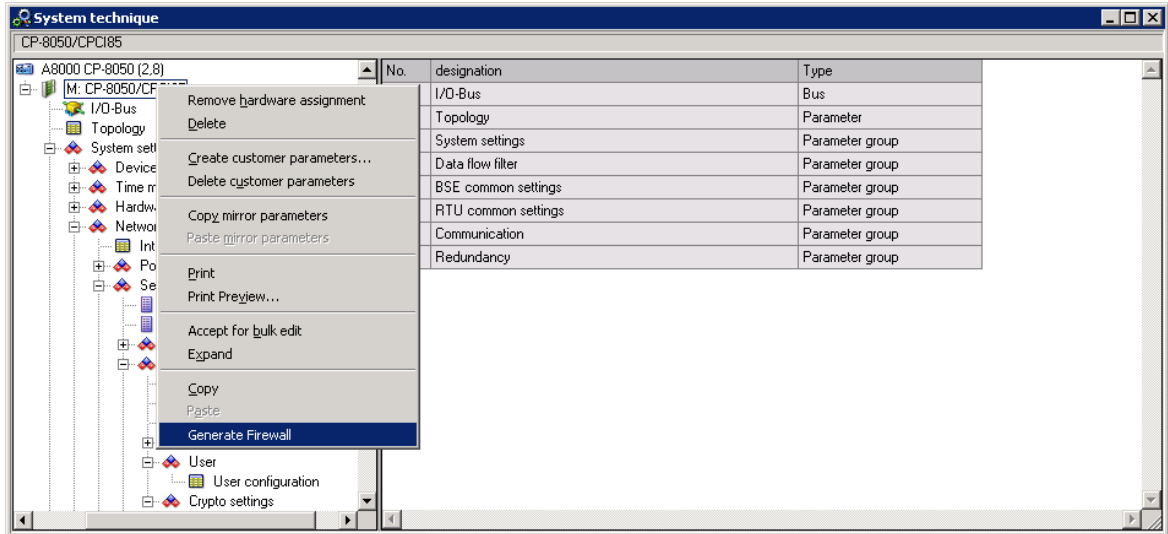 System technique
CP-8050/CPCI85
A8000 CP-8050 (2,8)
M: CP-8050/CPCI85
I/O-Bus
Topology
System sett
Device
Time m
Hardw
Networ
Int
Po
Se
User
User configuration
Crypto settings
Remove hardware assignment
Delete
Create customer parameters...
Delete customer parameters
Copy mirror parameters
Paste mirror parameters
Print
Print Preview...
Accept for bulk edit
Expand
Copy
Paste
Generate Firewall
No. designation Type
I/O-Bus Bus
Topology Parameter
System settings Parameter group
Data flow filter Parameter group
BSE common settings Parameter group
RTU common settings Parameter group
Communication Parameter group
Redundancy Parameter group